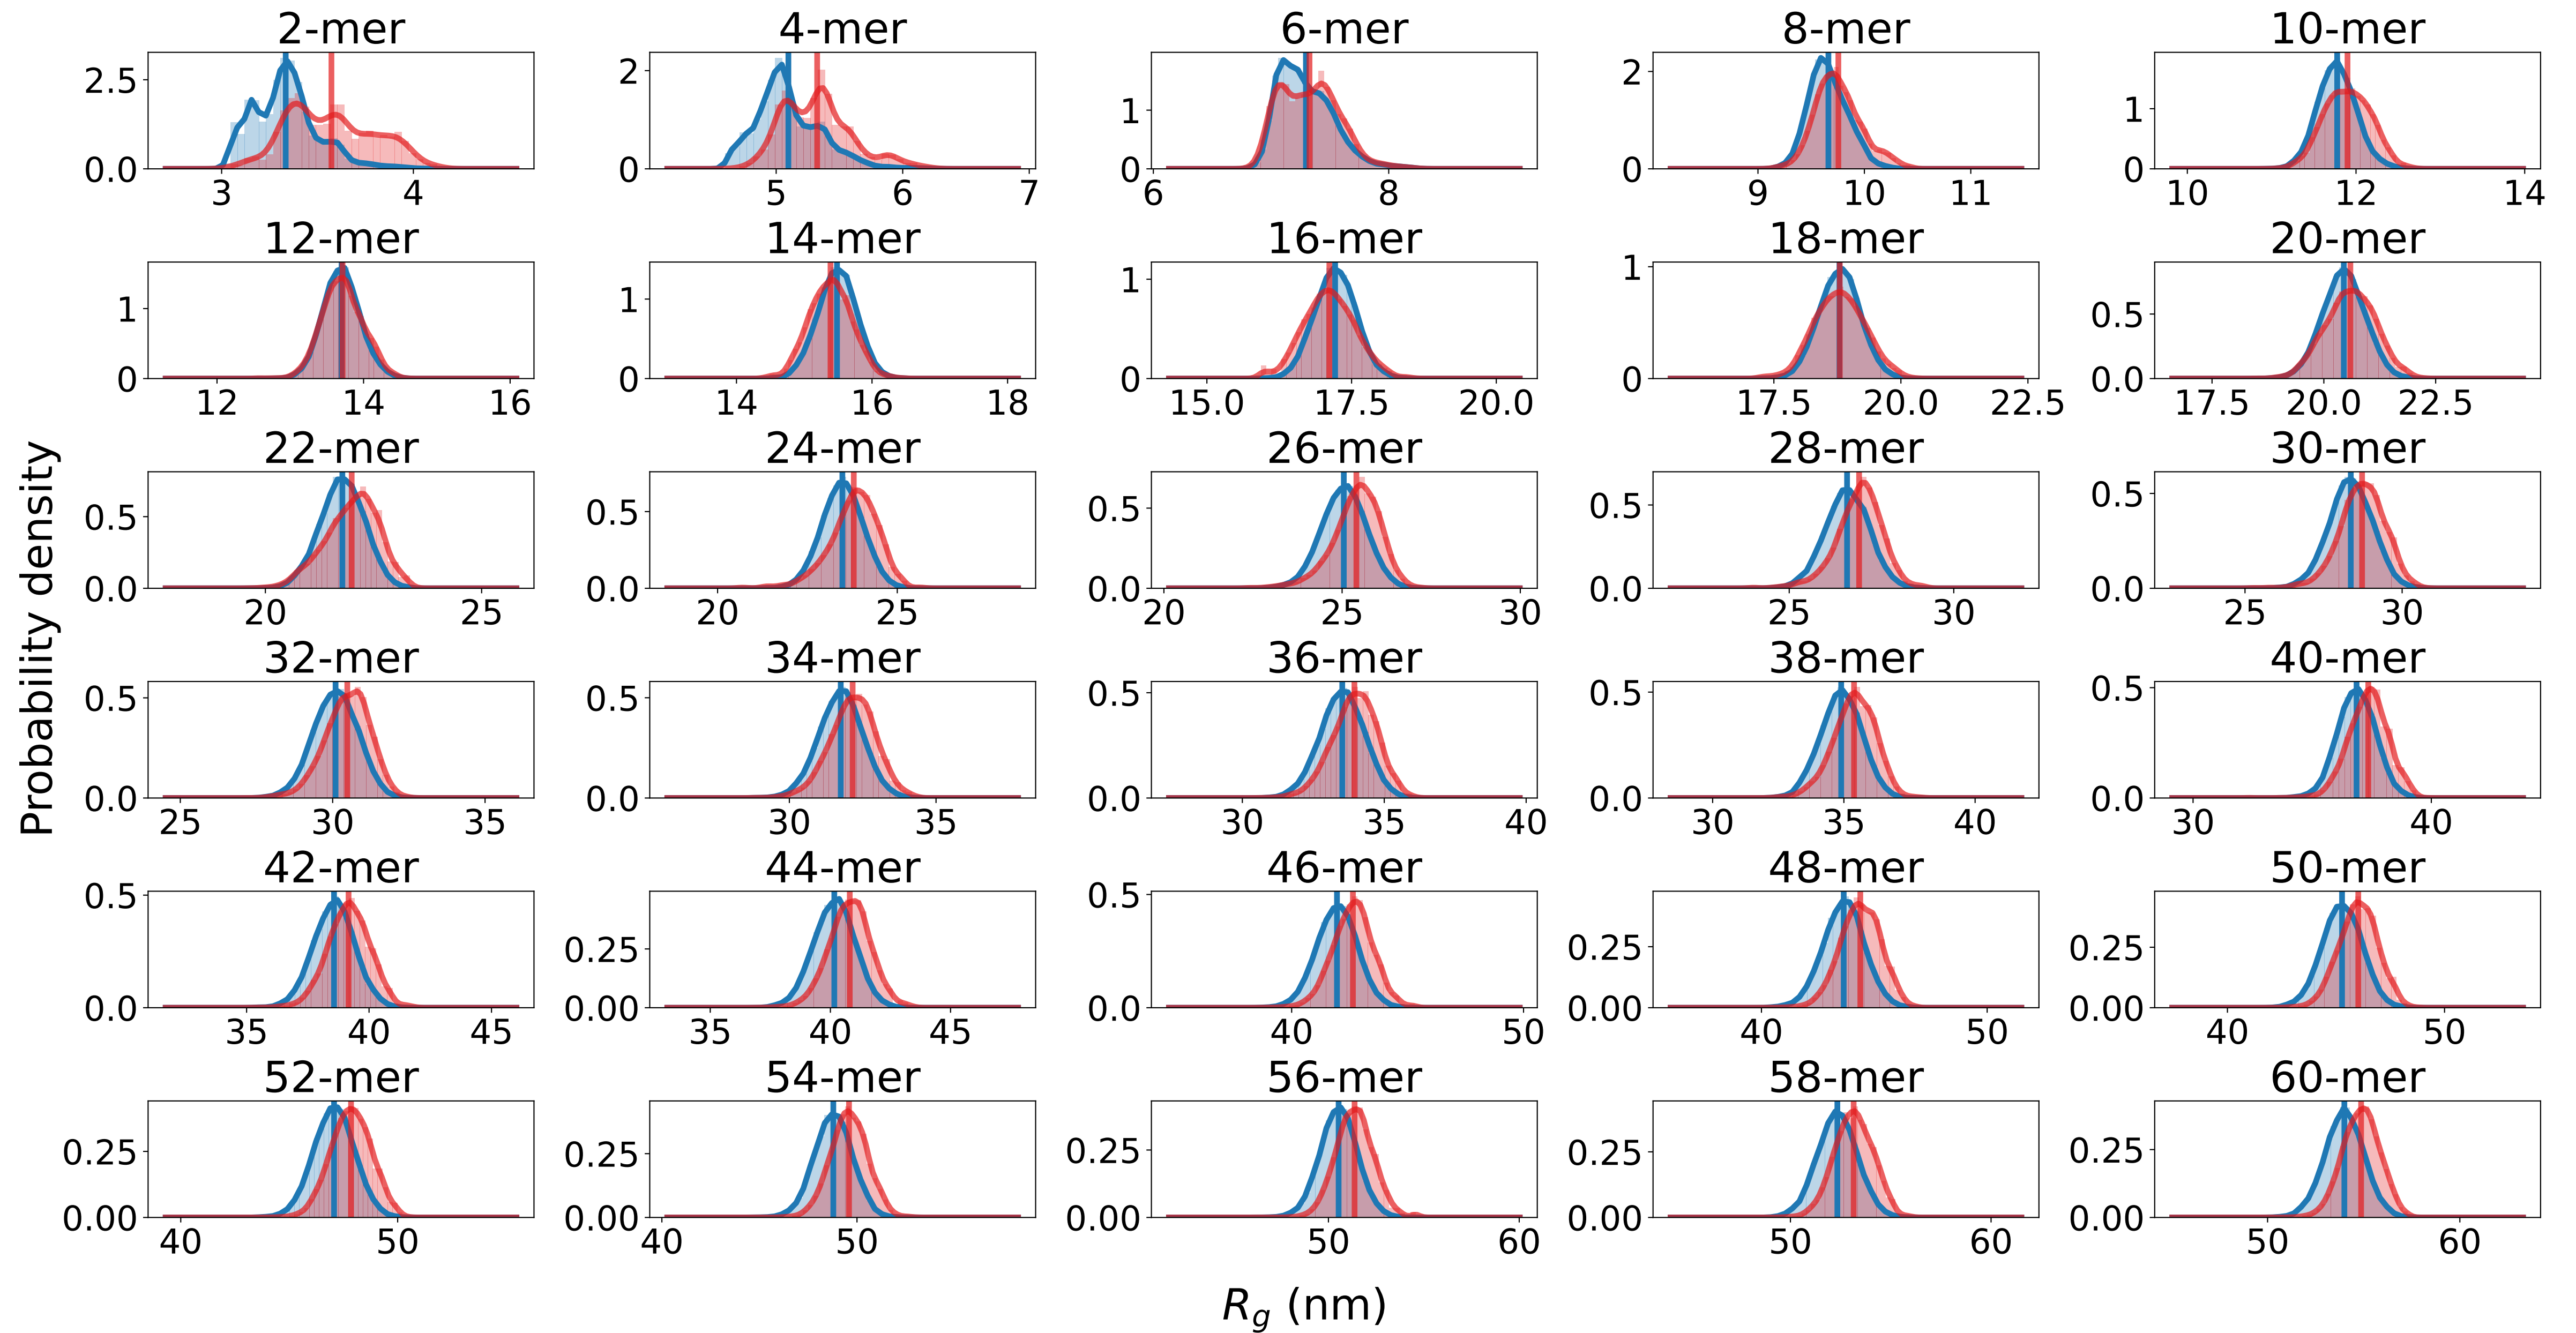 2-mer 4-mer 6-mer 8-mer 10-mer
2.5 2 1 2 1
0.0 0 0 0 0
3 4 5 6 7 6 8 9 10 11 10 12 14
12-mer 14-mer 16-mer 18-mer 20-mer
1 1 1 1 0.5
0 0 0 0 0.0
12 14 16 14 16 18 15.0 17.5 20.0 17.5 20.0 22.5 17.5 20.0 22.5
22-mer 24-mer 26-mer 28-mer 30-mer
0.5 0.5 0.5 0.5 0.5
0.0 0.0 0.0 0.0 0.0
20 25 20 25 20 25 30 25 30 25 30
Probability density
32-mer 34-mer 36-mer 38-mer 40-mer
0.5 0.5 0.5 0.5 0.5
0.0 0.0 0.0 0.0 0.0
25 30 35 30 35 30 35 40 30 35 40 30 40
42-mer 44-mer 46-mer 48-mer 50-mer
0.5 0.25 0.5 0.25 0.25
0.0 0.00 0.0 0.00 0.00
35 40 45 35 40 45 40 50 40 50 40 50
52-mer 54-mer 56-mer 58-mer 60-mer
0.25 0.25 0.25 0.25 0.25
0.00 0.00 0.00 0.00 0.00
40 50 40 50 50 60 50 60 50 60
R_g (nm)